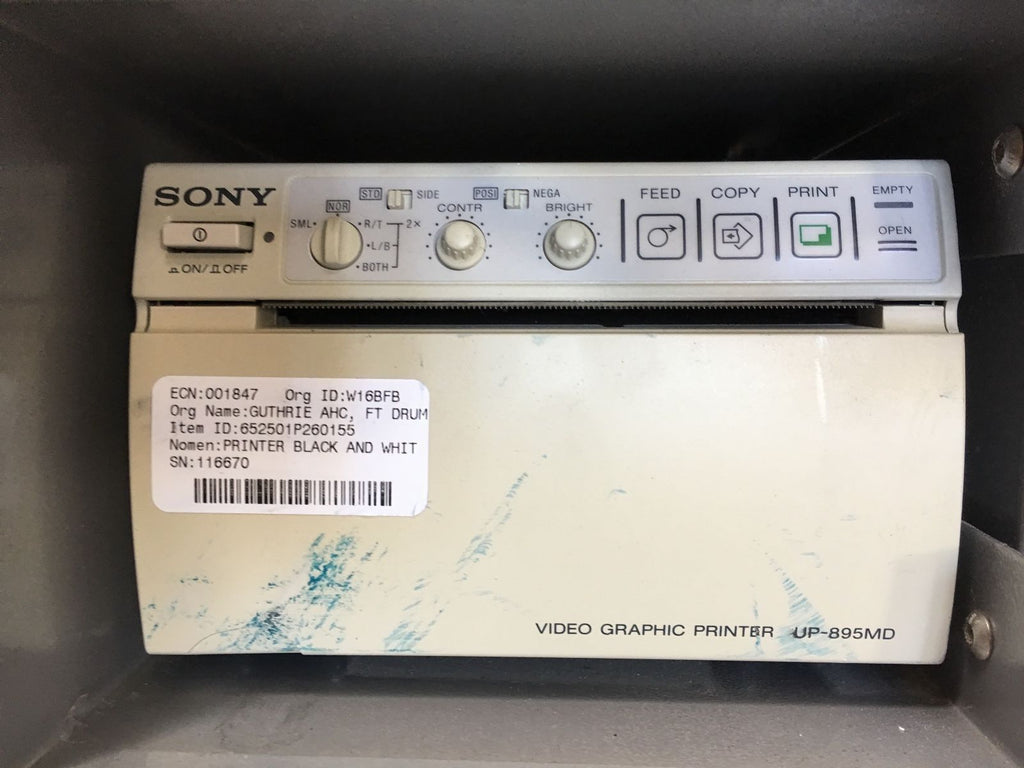 SONY
ON/ OFF
STD SIDE POSI NEGA
NOR CONTR BRIGHT
SML R/T 2×
L/B
BOTH
FEED COPY PRINT
EMPTY
OPEN
ECN:001847 Org ID:W16BFB
Org Name:GUTHRIE AHC, FT DRUM
Item ID:652501P260155
Nomen:PRINTER BLACK AND WHIT
SN:116670
VIDEO GRAPHIC PRINTER UP-895MD